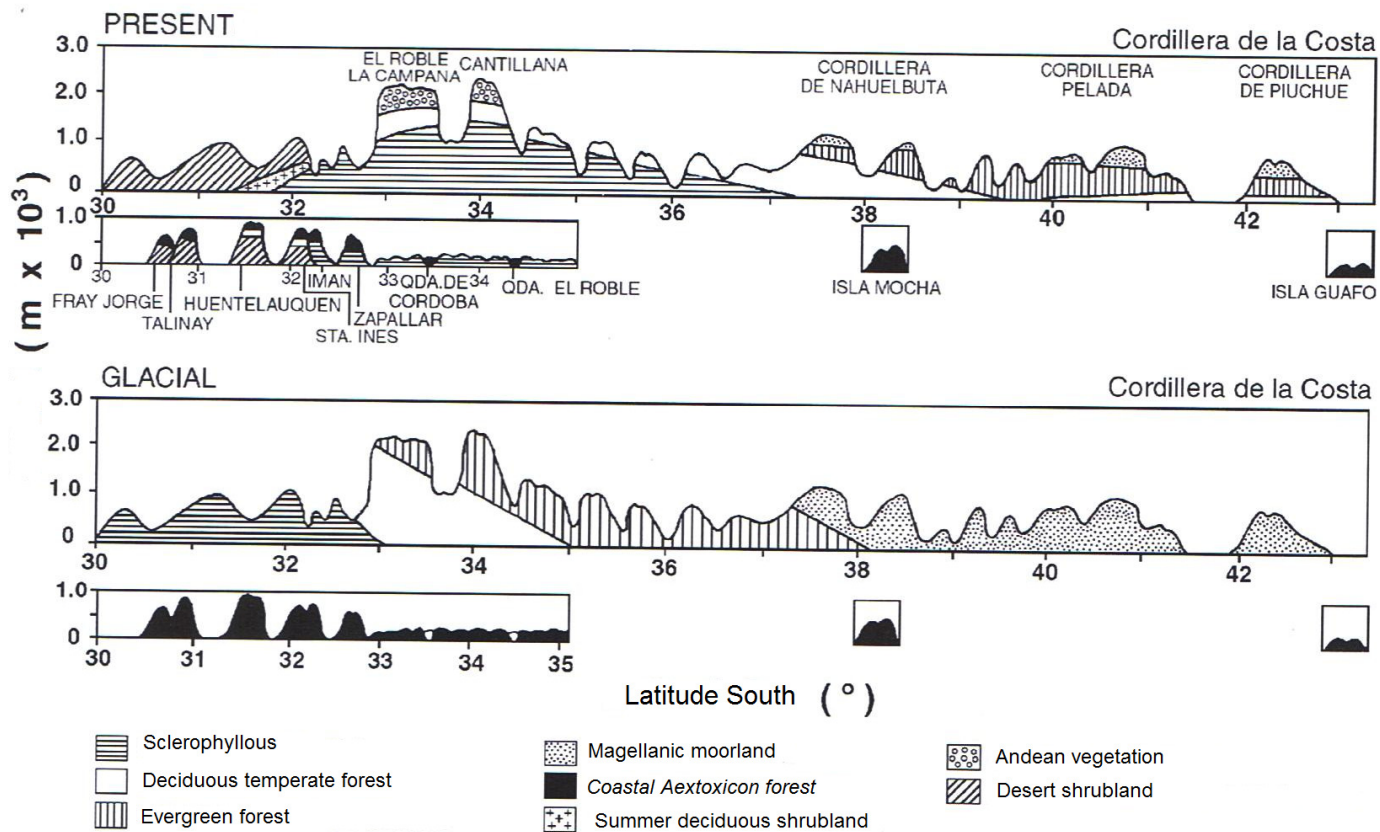 PRESENT
Cordillera de la Costa
3.0
2.0
1.0
0
EL ROBLE
LA CAMPANA
CANTILLANA
CORDILLERA
DE NAHUELBUTA
CORDILLERA
PELADA
CORDILLERA
DE PIUCHUE
30 32 34 36 38 40 42
1.0
0
30 31 32 33 34
FRAY JORGE
TALINAY
HUENTELAUQUEN
IMAN
STA. INES
ZAPALLAR
QDA.DE
CORDOBA
QDA. EL ROBLE
ISLA MOCHA
ISLA GUAFO
(m x 10³)
GLACIAL
Cordillera de la Costa
3.0
2.0
1.0
0
30 32 34 36 38 40 42
1.0
0
30 31 32 33 34 35
Latitude South (°)
Sclerophyllous
Deciduous temperate forest
Evergreen forest
Magellanic moorland
Coastal Aextoxicon forest
Summer deciduous shrubland
Andean vegetation
Desert shrubland